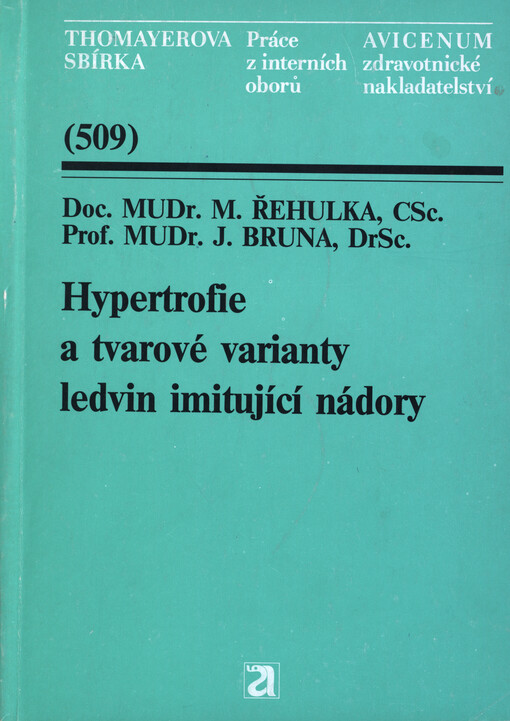 THOMAYEROVA SBÍRKA
Práce z interních oborů
AVICENUM zdravotnické nakladatelství
(509)
Doc. MUDr. M. ŘEHULKA, CSc.
Prof. MUDr. J. BRUNA, DrSc.
Hypertrofie
a tvarové varianty
ledvin imitující nádory
a